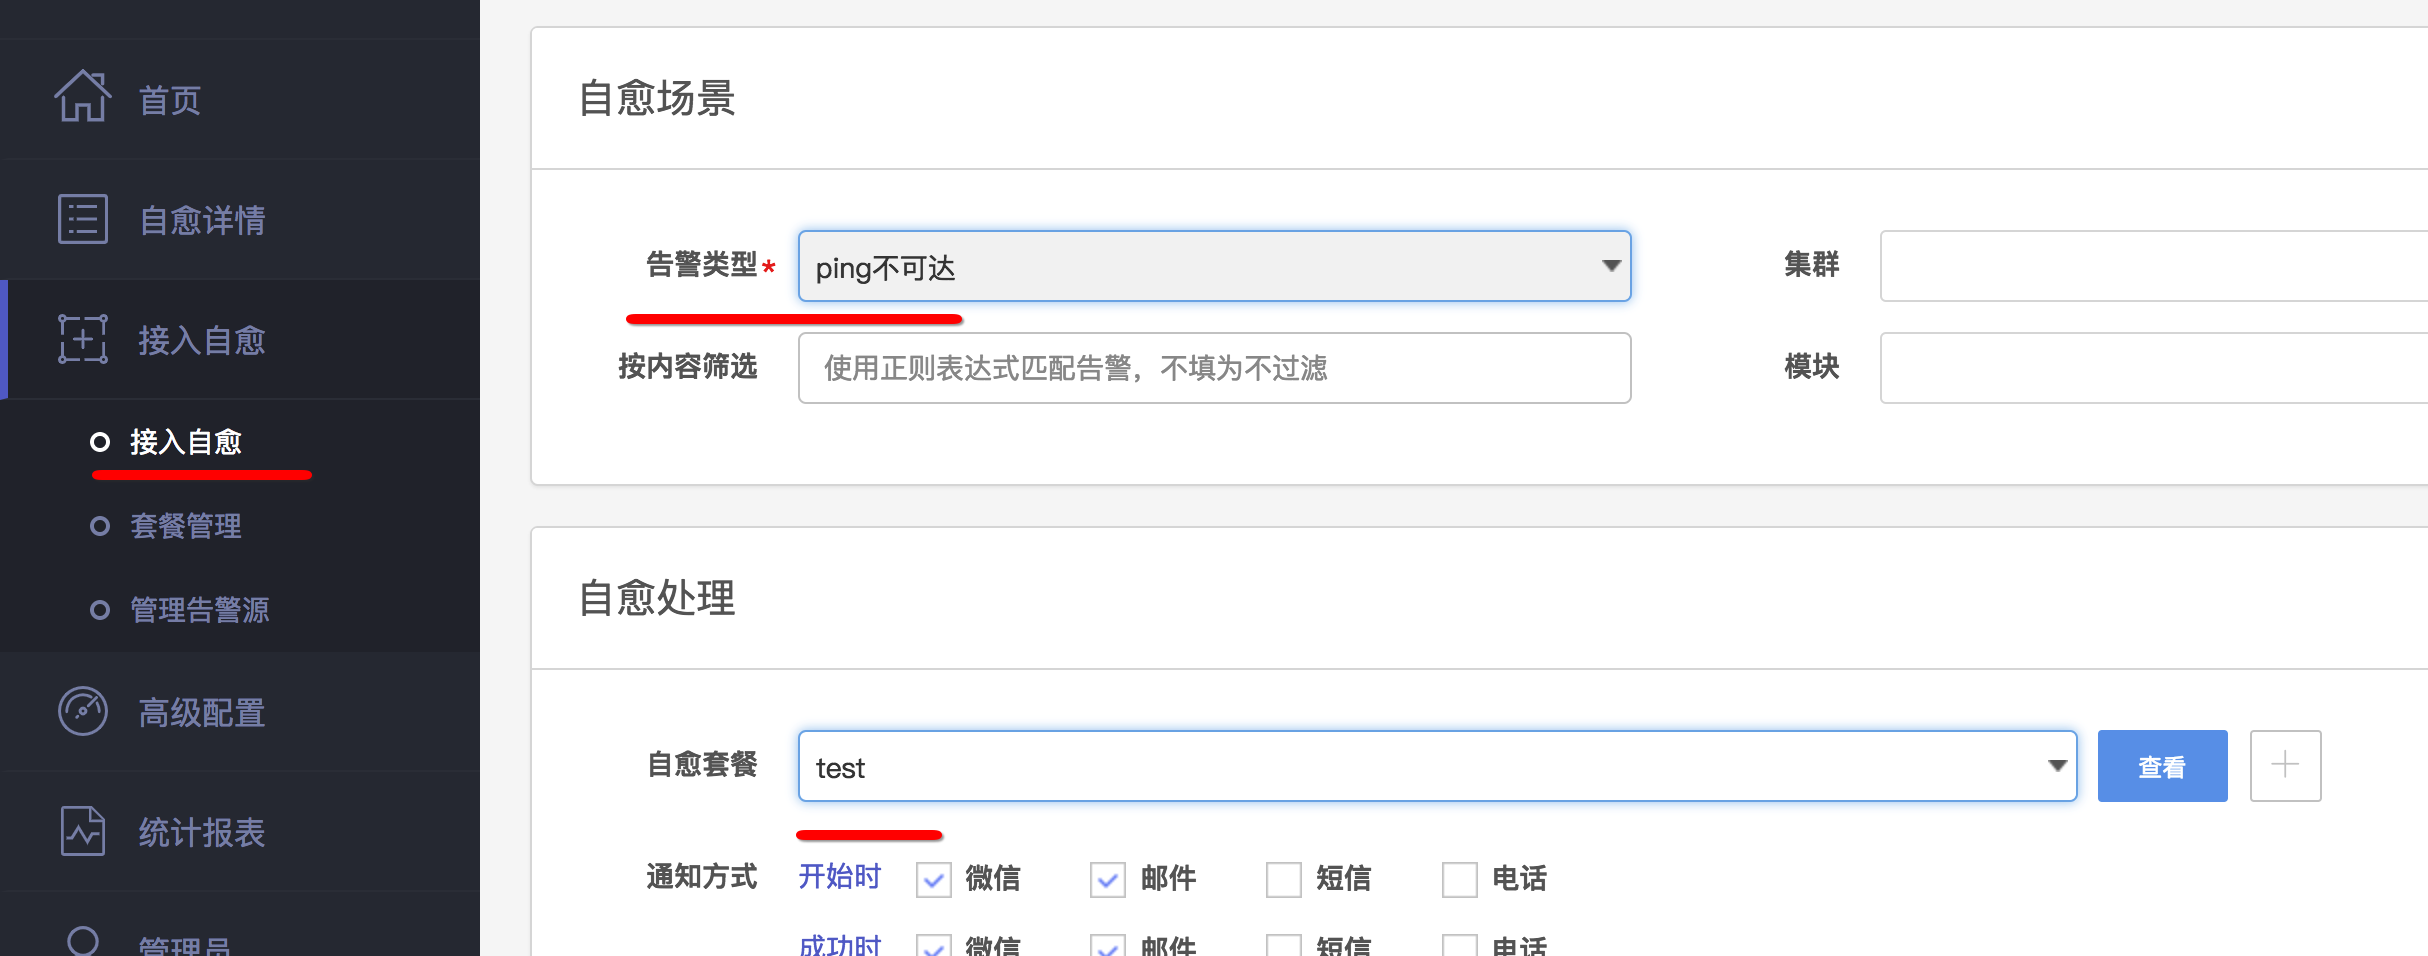 首页
自愈详情
接入自愈
接入自愈
套餐管理
管理告警源
高级配置
统计报表
管理员
自愈场景
告警类型* ping不可达 集群
按内容筛选 使用正则表达式匹配告警，不填为不过滤 模块
自愈处理
自愈套餐 test 查看
通知方式 开始时 微信 邮件 短信 电话
成功时 微信 邮件 短信 电话